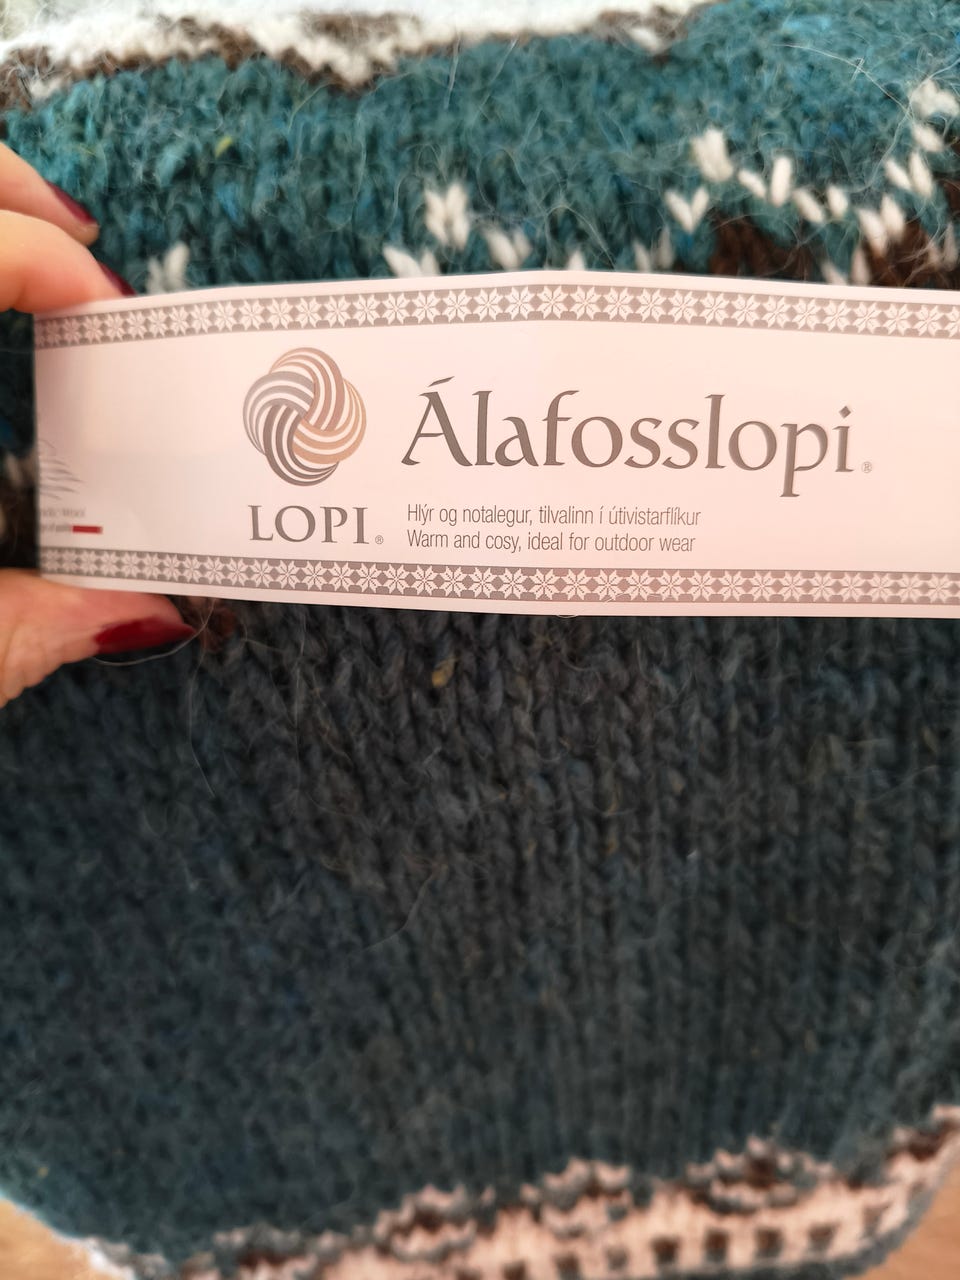 Álafosslopi®
LOPI®
Hlýr og notalegur, tilvalinn í útivistarflíkur
Warm and cosy, ideal for outdoor wear